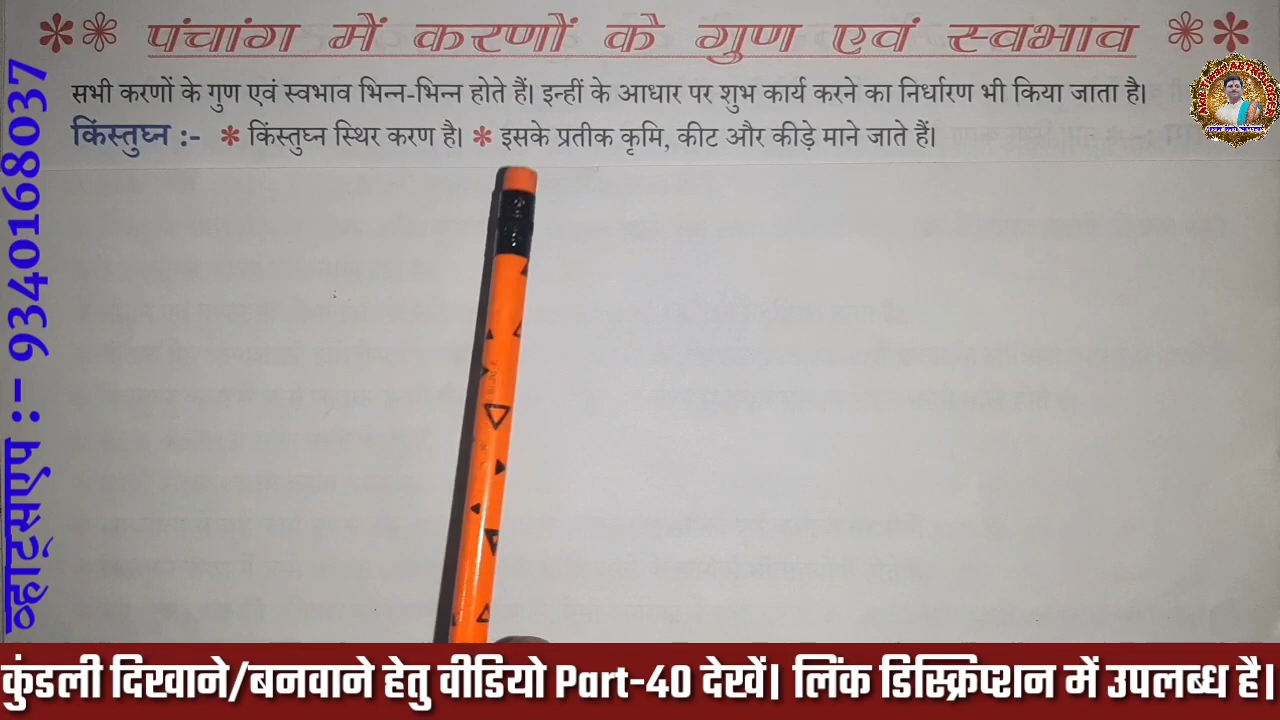 ** पंचांग में करणों के गुण एवं स्वभाव **
सभी करणों के गुण एवं स्वभाव भिन्न-भिन्न होते हैं। इन्हीं के आधार पर शुभ कार्य करने का निर्धारण भी किया जाता है।
किंस्तुघ्न :- * किंस्तुघ्न स्थिर करण है। * इसके प्रतीक कृमि, कीट और कीड़े माने जाते हैं।
व्हाट्सएप :- 9340168037
कुंडली दिखाने/बनवाने हेतु वीडियो Part-40 देखें। लिंक डिस्क्रिप्शन में उपलब्ध है।